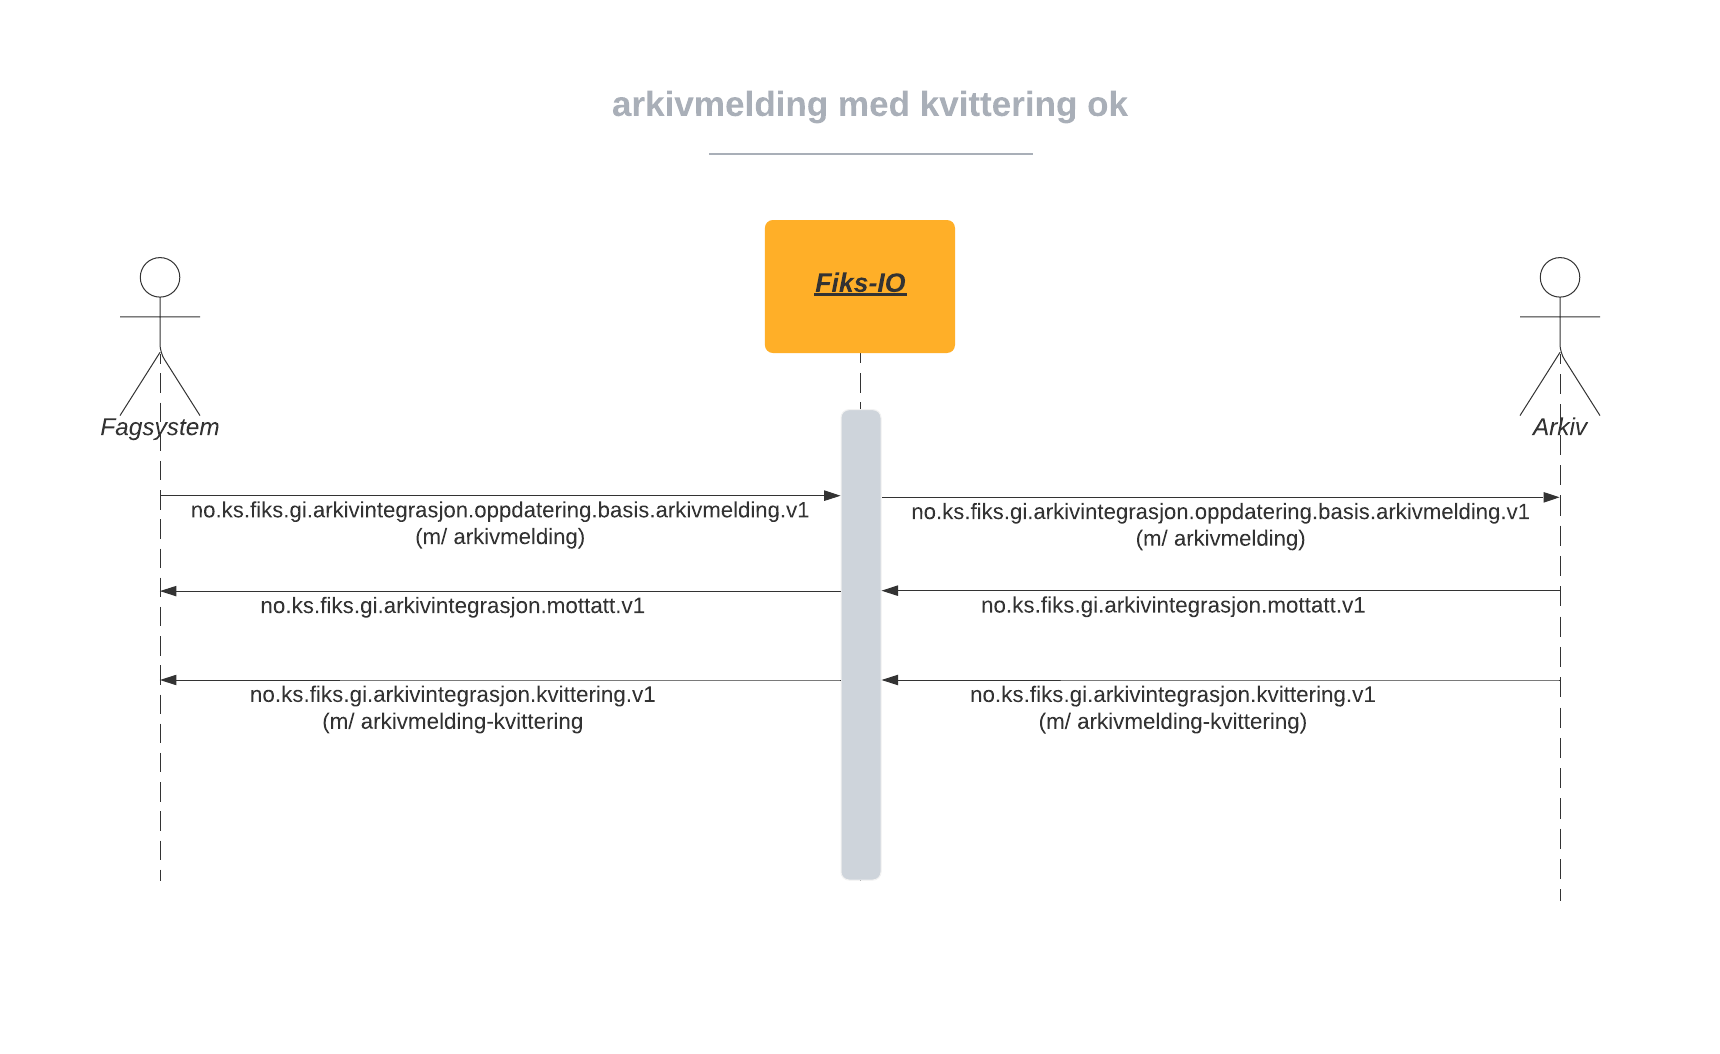 arkivmelding med kvittering ok
Fiks-IO
Fagsystem
Arkiv
no.ks.fiks.gi.arkivintegrasjon.oppdatering.basis.arkivmelding.v1
(m/ arkivmelding)
no.ks.fiks.gi.arkivintegrasjon.oppdatering.basis.arkivmelding.v1
(m/ arkivmelding)
no.ks.fiks.gi.arkivintegrasjon.mottatt.v1
no.ks.fiks.gi.arkivintegrasjon.mottatt.v1
no.ks.fiks.gi.arkivintegrasjon.kvittering.v1
(m/ arkivmelding-kvittering
no.ks.fiks.gi.arkivintegrasjon.kvittering.v1
(m/ arkivmelding-kvittering)